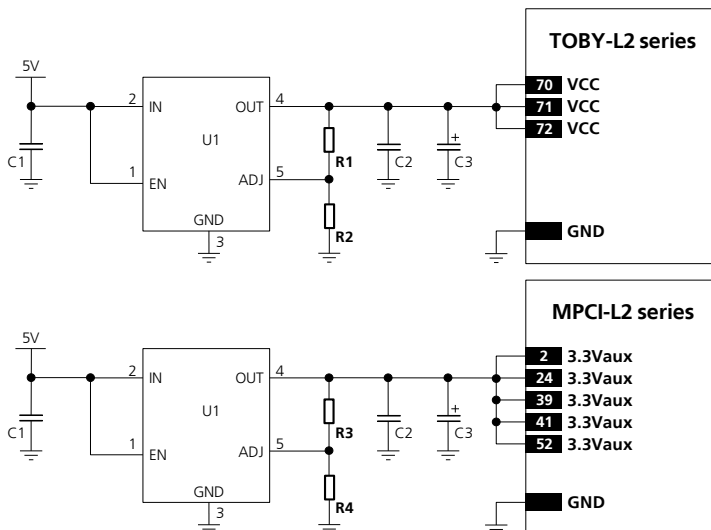 TOBY-L2 series
5V
2 IN OUT 4
70 VCC
71 VCC
72 VCC
U1
C1
R1
C2
+
C3
1 EN ADJ 5
R2
GND
3
GND
MPCI-L2 series
5V
2 IN OUT 4
2 3.3Vaux
24 3.3Vaux
39 3.3Vaux
41 3.3Vaux
52 3.3Vaux
U1
C1
R3
C2
+
C3
1 EN ADJ 5
R4
GND
3
GND